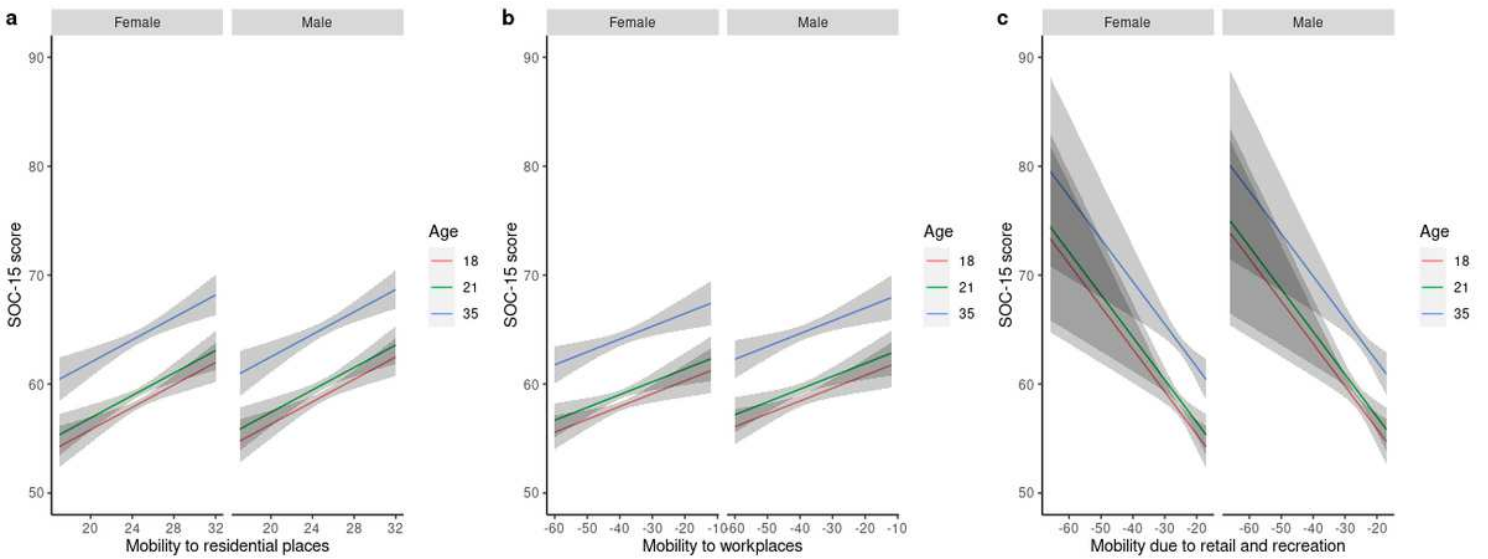 a
Female
Male
SOC-15 score
90
80
70
60
50
20 24 28 32 20 24 28 32
Mobility to residential places
Age
18
21
35
b
Female
Male
SOC-15 score
90
80
70
60
50
-60 -50 -40 -30 -20 -10 -60 -50 -40 -30 -20 -10
Mobility to workplaces
Age
18
21
35
c
Female
Male
SOC-15 score
90
80
70
60
50
-60 -50 -40 -30 -20 -60 -50 -40 -30 -20
Mobility due to retail and recreation
Age
18
21
35